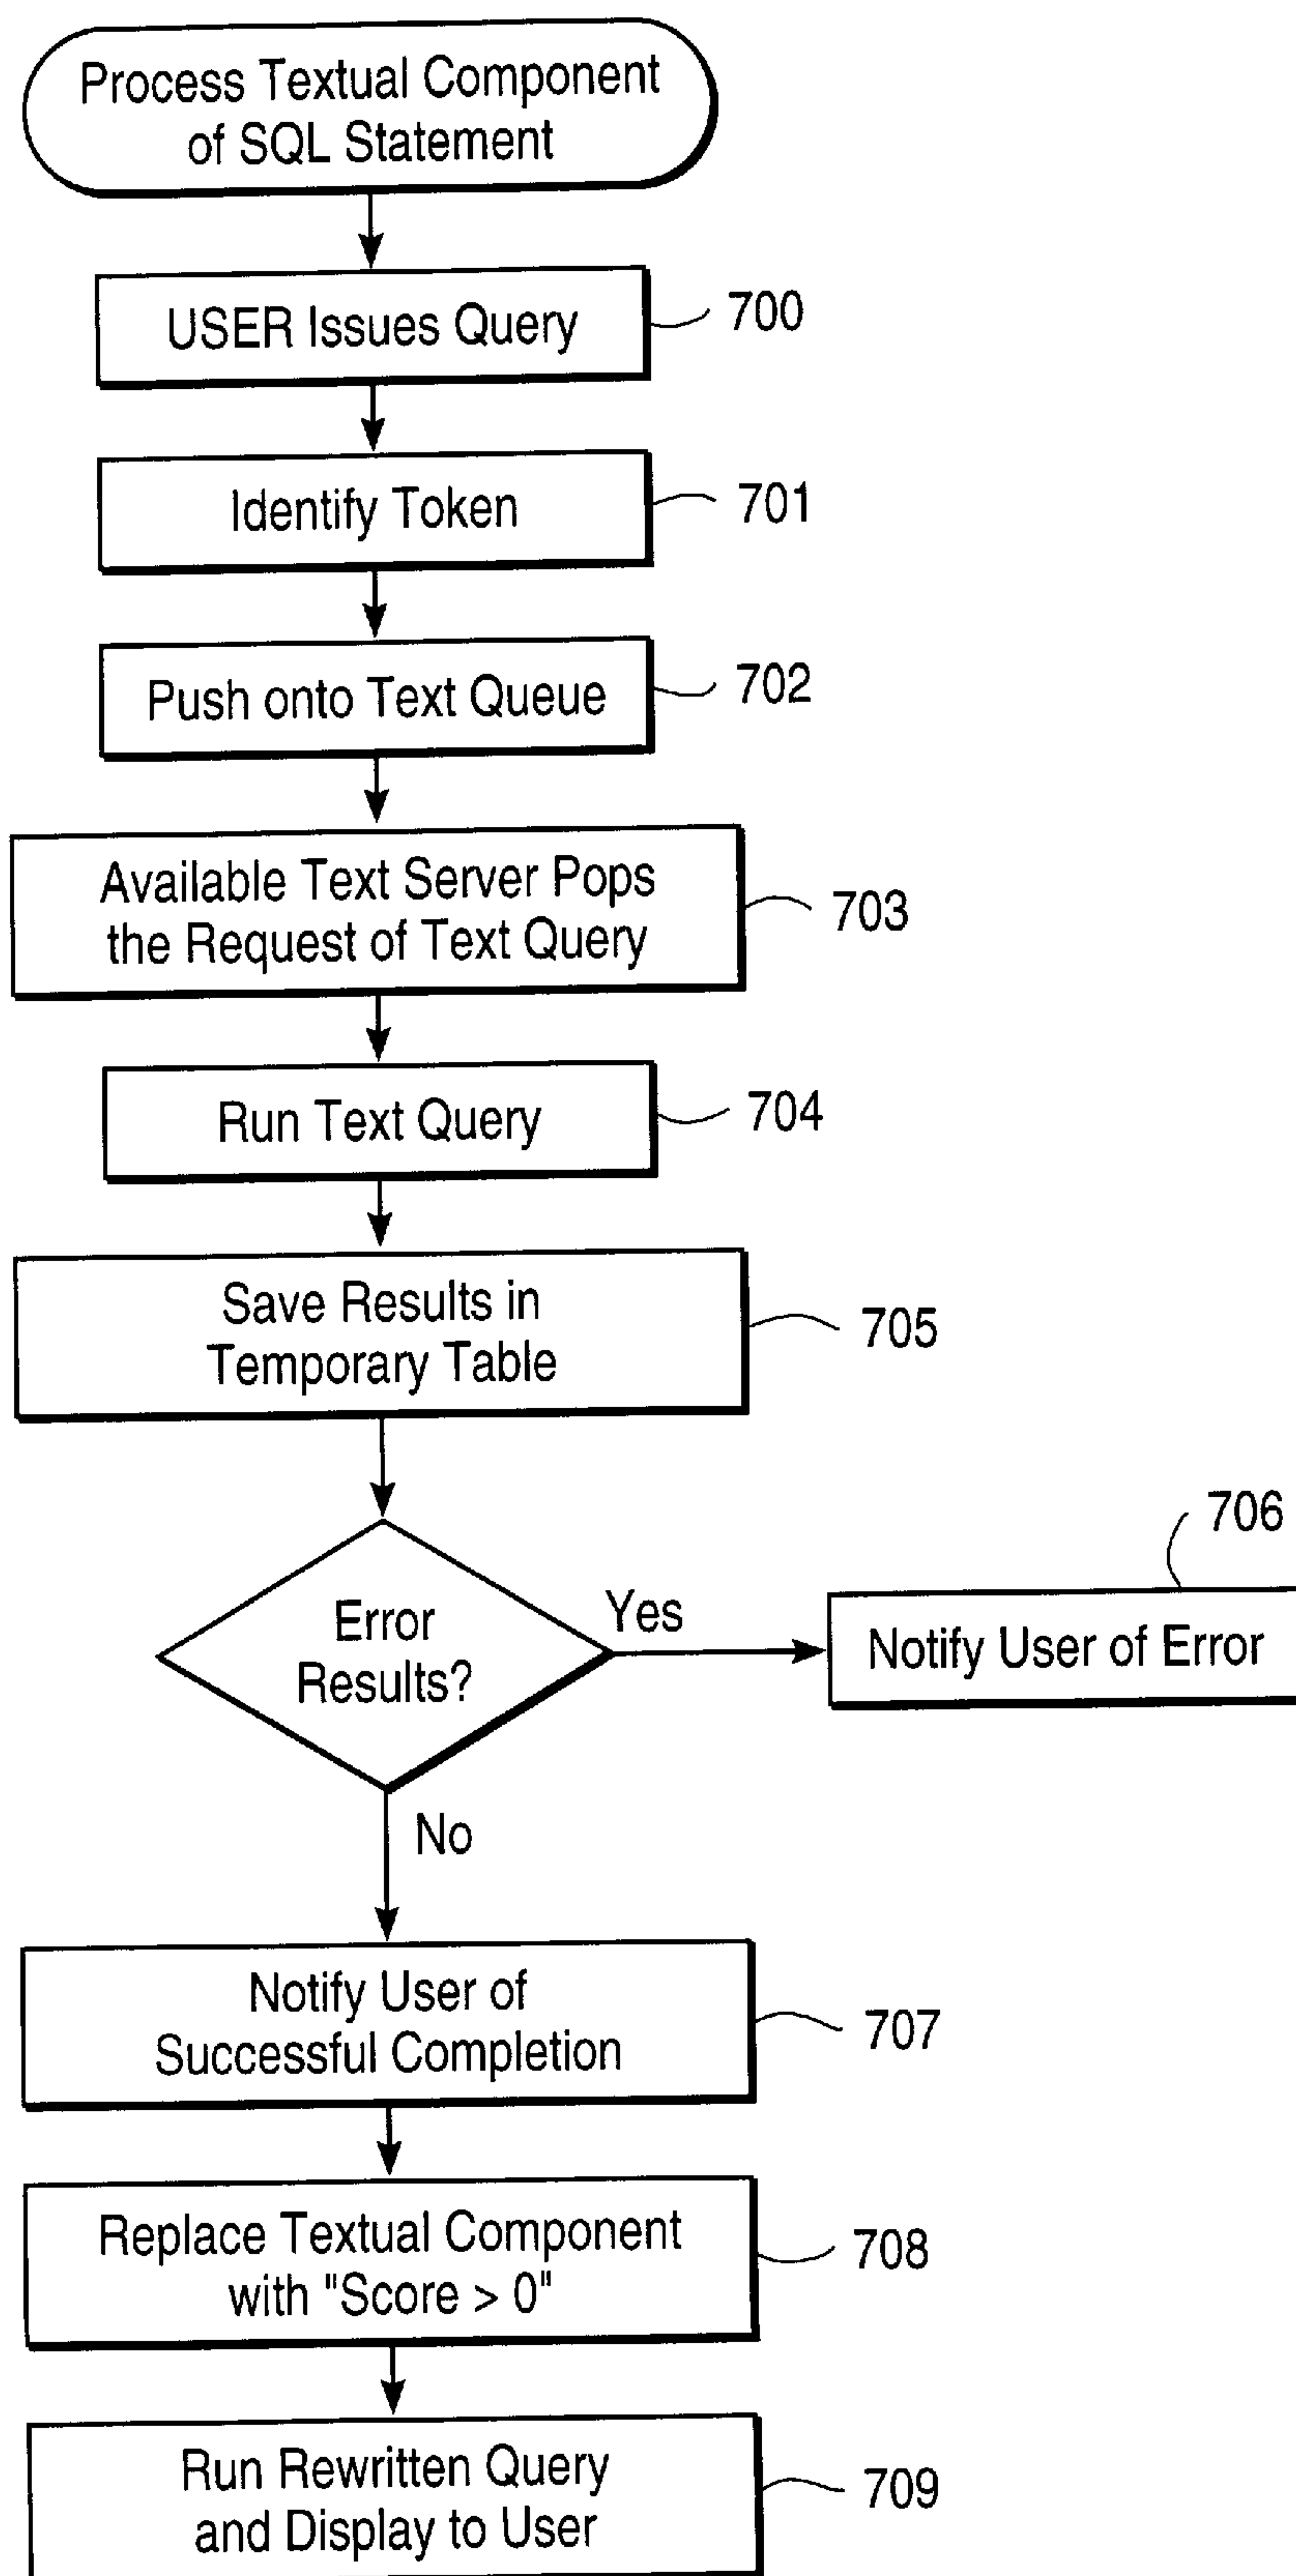 Process Textual Component
of SQL Statement
USER Issues Query
700
Identify Token
701
Push onto Text Queue
702
Available Text Server Pops
the Request of Text Query
703
Run Text Query
704
Save Results in
Temporary Table
705
Error
Results?
Yes
706
Notify User of Error
No
Notify User of
Successful Completion
707
Replace Textual Component
with "Score > 0"
708
Run Rewritten Query
and Display to User
709